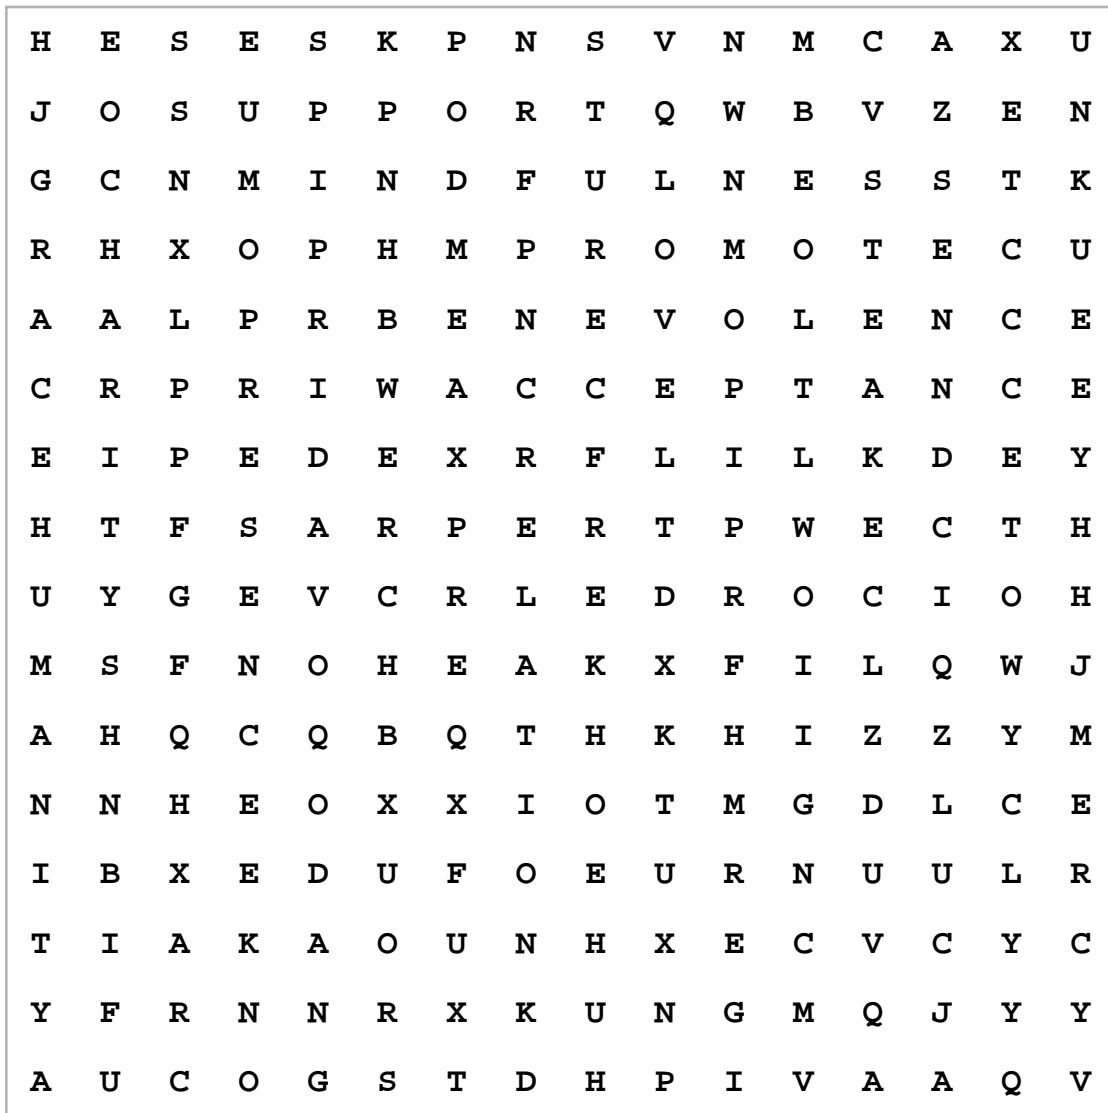 H E S E S K P N S V N M C A X U
J O S U P P O R T Q W B V Z E N
G C N M I N D F U L N E S S T K
R H X O P H M P R O M O T E C U
A A L P R B E N E V O L E N C E
C R P R I W A C C E P T A N C E
E I P E D E X R F L I L K D E Y
H T F S A R P E R T P W E C T H
U Y G E V C R L E D R O C I O H
M S F N O H E A K X F I L Q W J
A H Q C Q B Q T H K H I Z Z Y M
N N H E O X X I O T M G D L C E
I B X E D U F O E U R N U U L R
T I A K A O U N H X E C V C Y C
Y F R N N R X K U N G M Q J Y Y
A U C O G S T D H P I V A A Q V